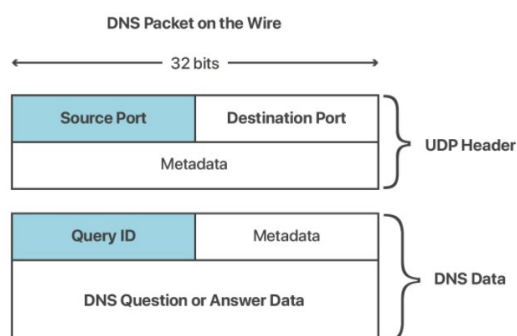 DNS Packet on the Wire
32 bits
Source Port
Destination Port
UDP Header
Metadata
Query ID
Metadata
DNS Data
DNS Question or Answer Data